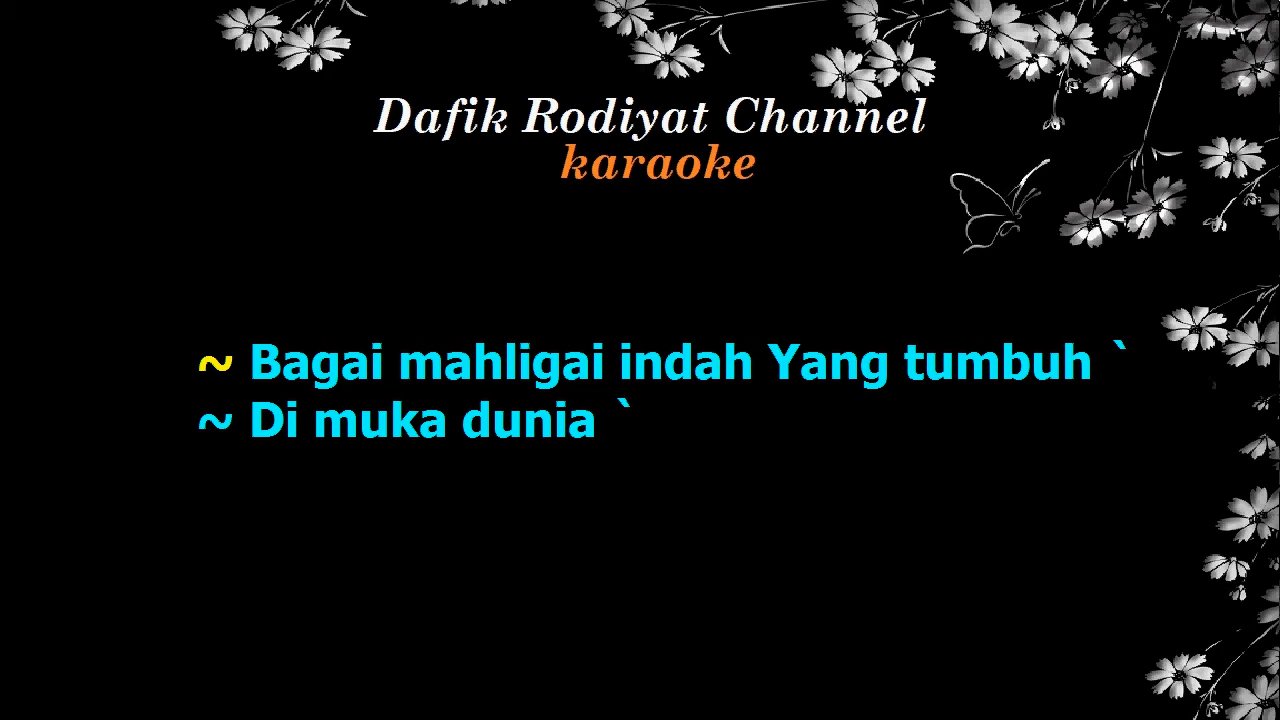 Dafik Rodiyat Channel
karaoke
~ Bagai mahligai indah Yang tumbuh `
~ Di muka dunia `